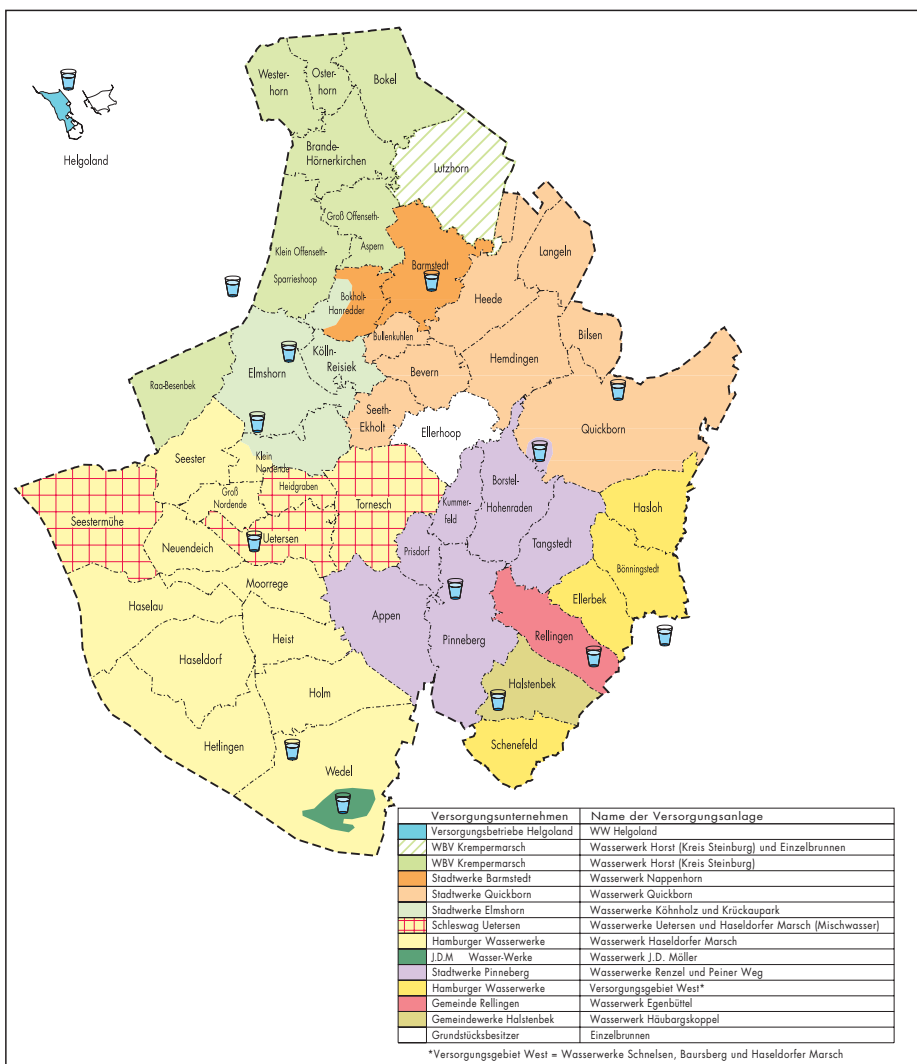 Wester-
horn
Oster-
horn
Bokel
Helgoland
Brande-
Hörnerkirchen
Lutzhorn
Groß Offenseth-
Aspern
Klein Offenseth-
Sparrieshoop
Barmstedt
Langeln
Bokholt-
Hanredder
Heede
Bullenkuhlen
Bilsen
Elmshorn
Kölln-
Reisiek
Hemdingen
Bevern
Raa-Besenbek
Seeth-
Ekholt
Ellerhoop
Quickborn
Seester
Klein
Nordende
Heidgraben
Groß
Nordende
Tornesch
Borstel-
Hohenraden
Kummer-
feld
Hasloh
Seestermühe
Uetersen
Neuendeich
Prisdorf
Tangstedt
Bönningstedt
Moorrege
Haselau
Appen
Ellerbek
Heist
Pinneberg
Rellingen
Haseldorf
Holm
Halstenbek
Hetlingen
Schenefeld
Wedel
Versorgungsunternehmen Name der Versorgungsanlage
Versorgungsbetriebe Helgoland WW Helgoland
WBV Krempermarsch Wasserwerk Horst (Kreis Steinburg) und Einzelbrunnen
WBV Krempermarsch Wasserwerk Horst (Kreis Steinburg)
Stadtwerke Barmstedt Wasserwerk Nappenhorn
Stadtwerke Quickborn Wasserwerk Quickborn
Stadtwerke Elmshorn Wasserwerke Köhnholz und Krückaupark
Schleswag Uetersen Wasserwerke Uetersen und Haseldorfer Marsch (Mischwasser)
Hamburger Wasserwerke Wasserwerk Haseldorfer Marsch
J.D.M Wasser-Werke Wasserwerk J.D. Möller
Stadtwerke Pinneberg Wasserwerke Renzel und Peiner Weg
Hamburger Wasserwerke Versorgungsgebiet West*
Gemeinde Rellingen Wasserwerk Egenbüttel
Gemeindewerke Halstenbek Wasserwerk Häubargskoppel
Grundstücksbesitzer Einzelbrunnen
*Versorgungsgebiet West = Wasserwerke Schnelsen, Baursberg und Haseldorfer Marsch